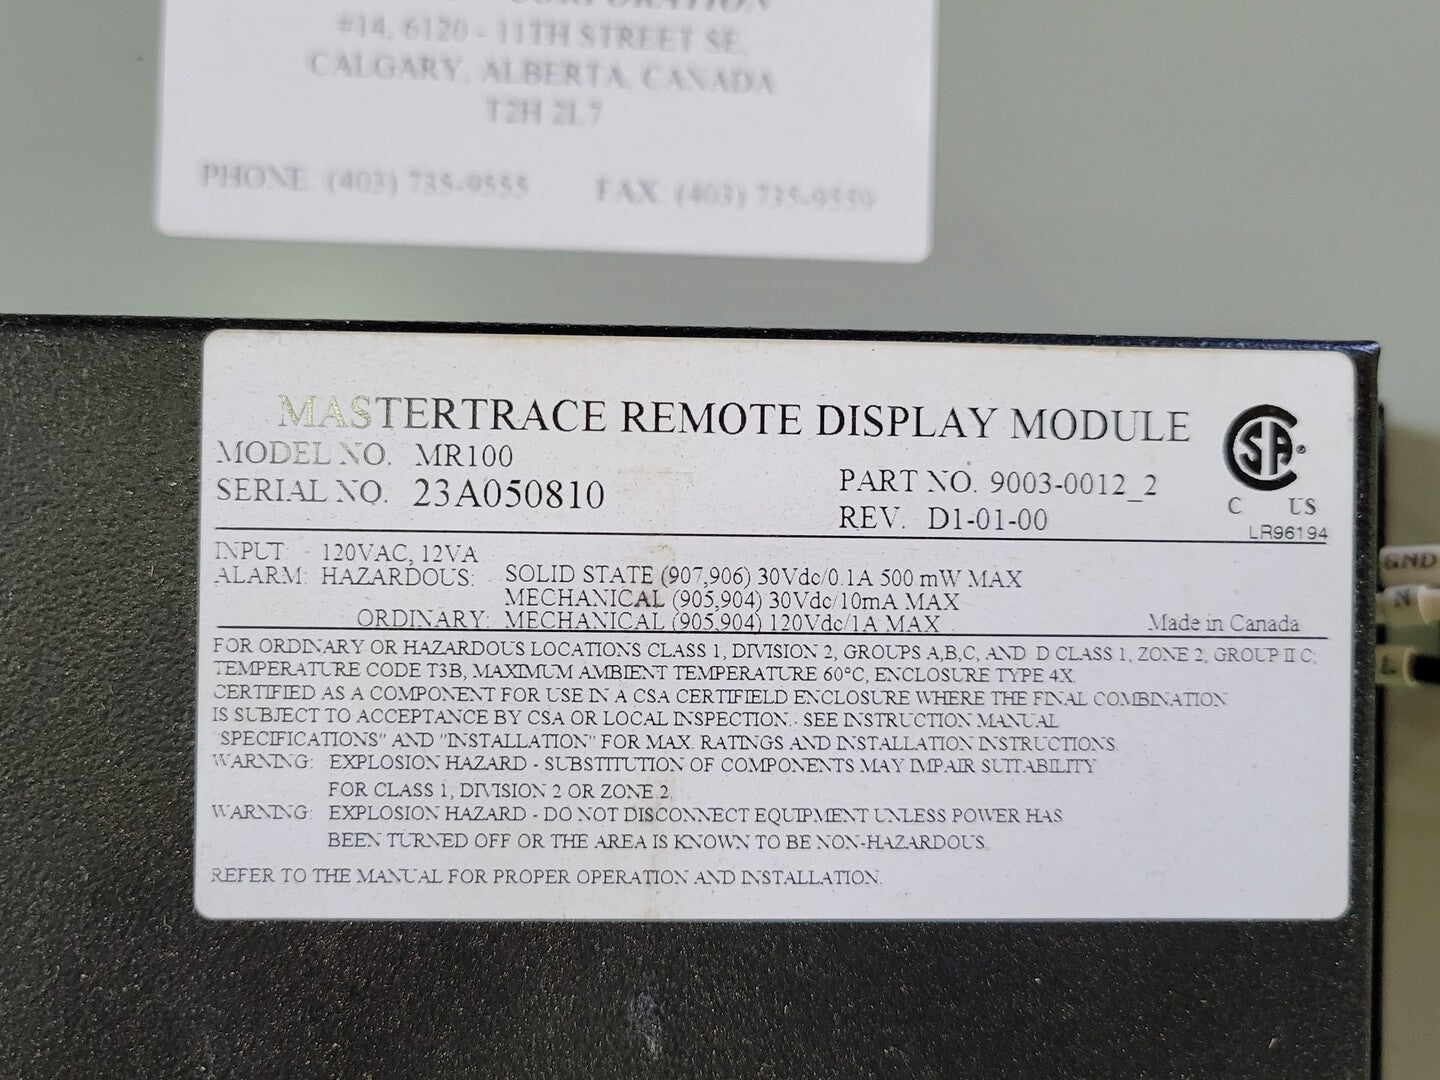 CORPORATION
#14, 6120 - 11TH STREET SE,
CALGARY, ALBERTA, CANADA
T2H 2L7
PHONE (403) 735-9555 FAX (403) 735-9559
MASTERTRACE REMOTE DISPLAY MODULE
MODEL NO. MR100
SERIAL NO. 23A050810
PART NO. 9003-0012_2
REV. D1-01-00
SA
C US
LR96194
INPUT: - 120VAC, 12VA
ALARM: HAZARDOUS: SOLID STATE (907,906) 30Vdc/0.1A 500 mW MAX
MECHANICAL (905,904) 30Vdc/10mA MAX
ORDINARY: MECHANICAL (905,904) 120Vdc/1A MAX
Made in Canada
FOR ORDINARY OR HAZARDOUS LOCATIONS CLASS 1, DIVISION 2, GROUPS A,B,C, AND D CLASS 1, ZONE 2, GROUP II C,
TEMPERATURE CODE T3B, MAXIMUM AMBIENT TEMPERATURE 60°C, ENCLOSURE TYPE 4X.
CERTIFIED AS A COMPONENT FOR USE IN A CSA CERTIFIELD ENCLOSURE WHERE THE FINAL COMBINATION
IS SUBJECT TO ACCEPTANCE BY CSA OR LOCAL INSPECTION. SEE INSTRUCTION MANUAL
"SPECIFICATIONS" AND "INSTALLATION" FOR MAX. RATINGS AND INSTALLATION INSTRUCTIONS.
WARNING: EXPLOSION HAZARD - SUBSTITUTION OF COMPONENTS MAY IMPAIR SUITABILITY
FOR CLASS 1, DIVISION 2 OR ZONE 2.
WARNING: EXPLOSION HAZARD - DO NOT DISCONNECT EQUIPMENT UNLESS POWER HAS
BEEN TURNED OFF OR THE AREA IS KNOWN TO BE NON-HAZARDOUS.
REFER TO THE MANUAL FOR PROPER OPERATION AND INSTALLATION.
GND
N
L